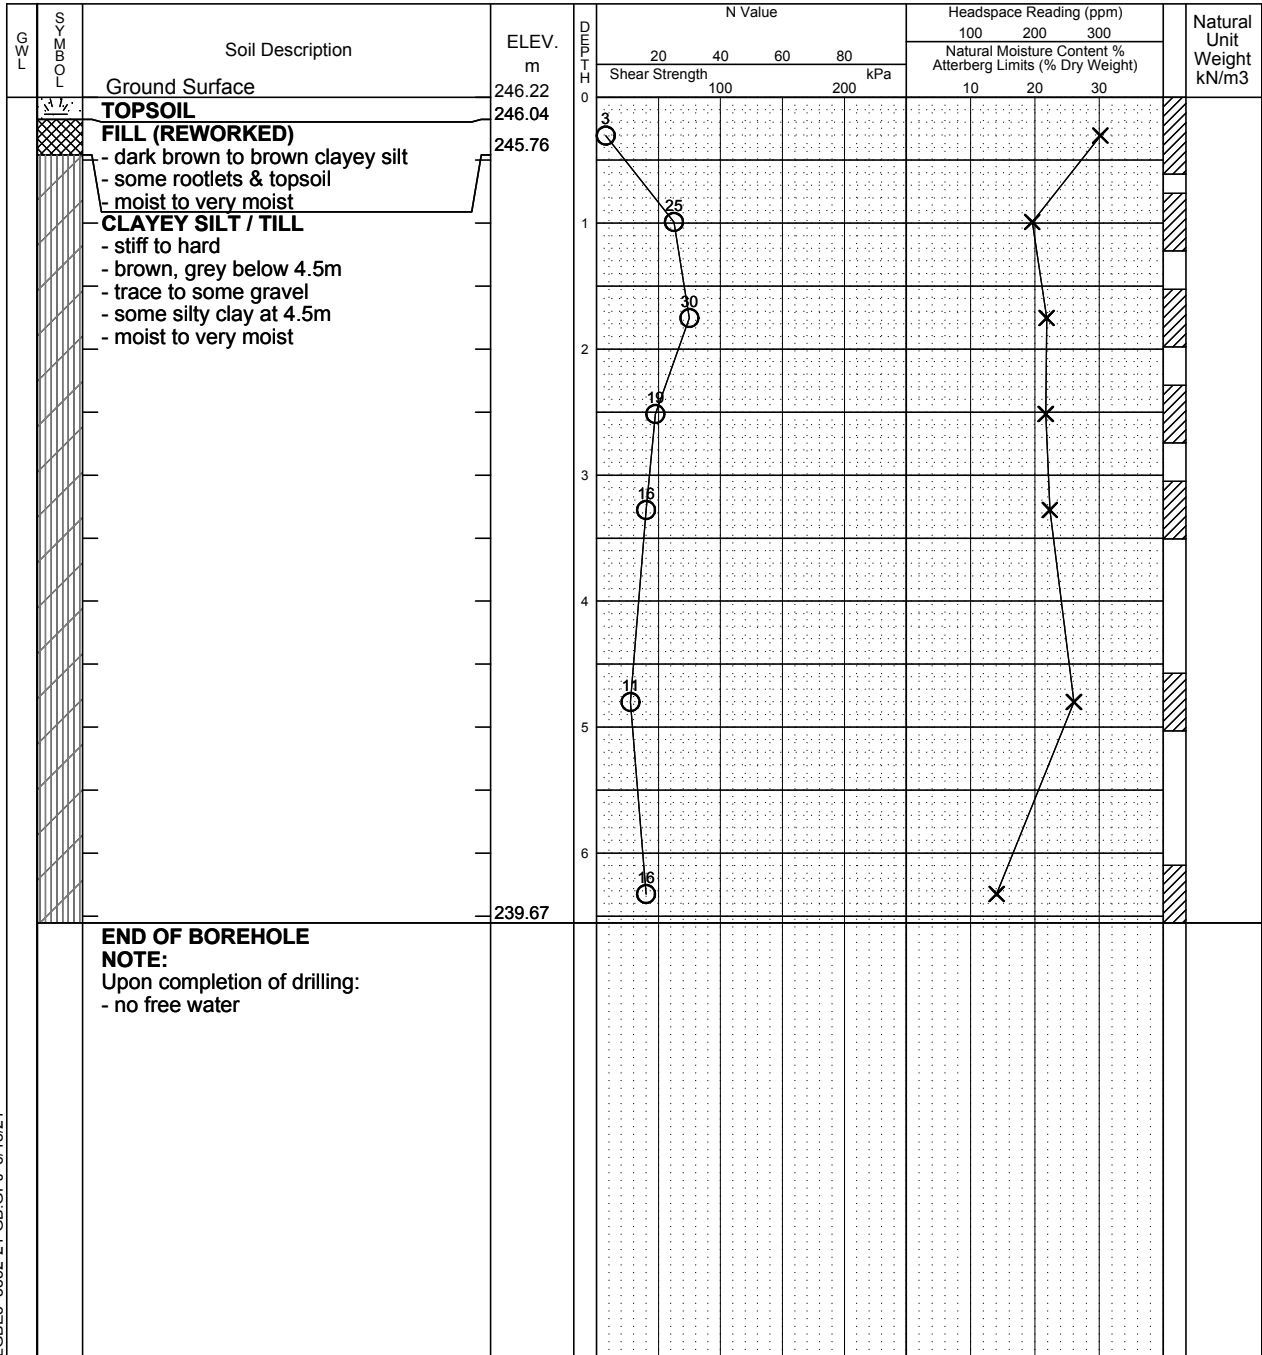 GWL
SYMBOL
Soil Description
Ground Surface
ELEV.
m
246.22
DEPTH
N Value
20 40 60 80
Shear Strength kPa
100 200
Headspace Reading (ppm)
100 200 300
Natural Moisture Content %
Atterberg Limits (% Dry Weight)
10 20 30
Natural
Unit
Weight
kN/m3
0
TOPSOIL
246.04
FILL (REWORKED)
245.76
- dark brown to brown clayey silt
- some rootlets & topsoil
- moist to very moist
CLAYEY SILT / TILL
- stiff to hard
- brown, grey below 4.5m
- trace to some gravel
- some silty clay at 4.5m
- moist to very moist
3
25
1
30
2
19
3
16
4
11
5
6
16
239.67
END OF BOREHOLE
NOTE:
Upon completion of drilling:
- no free water